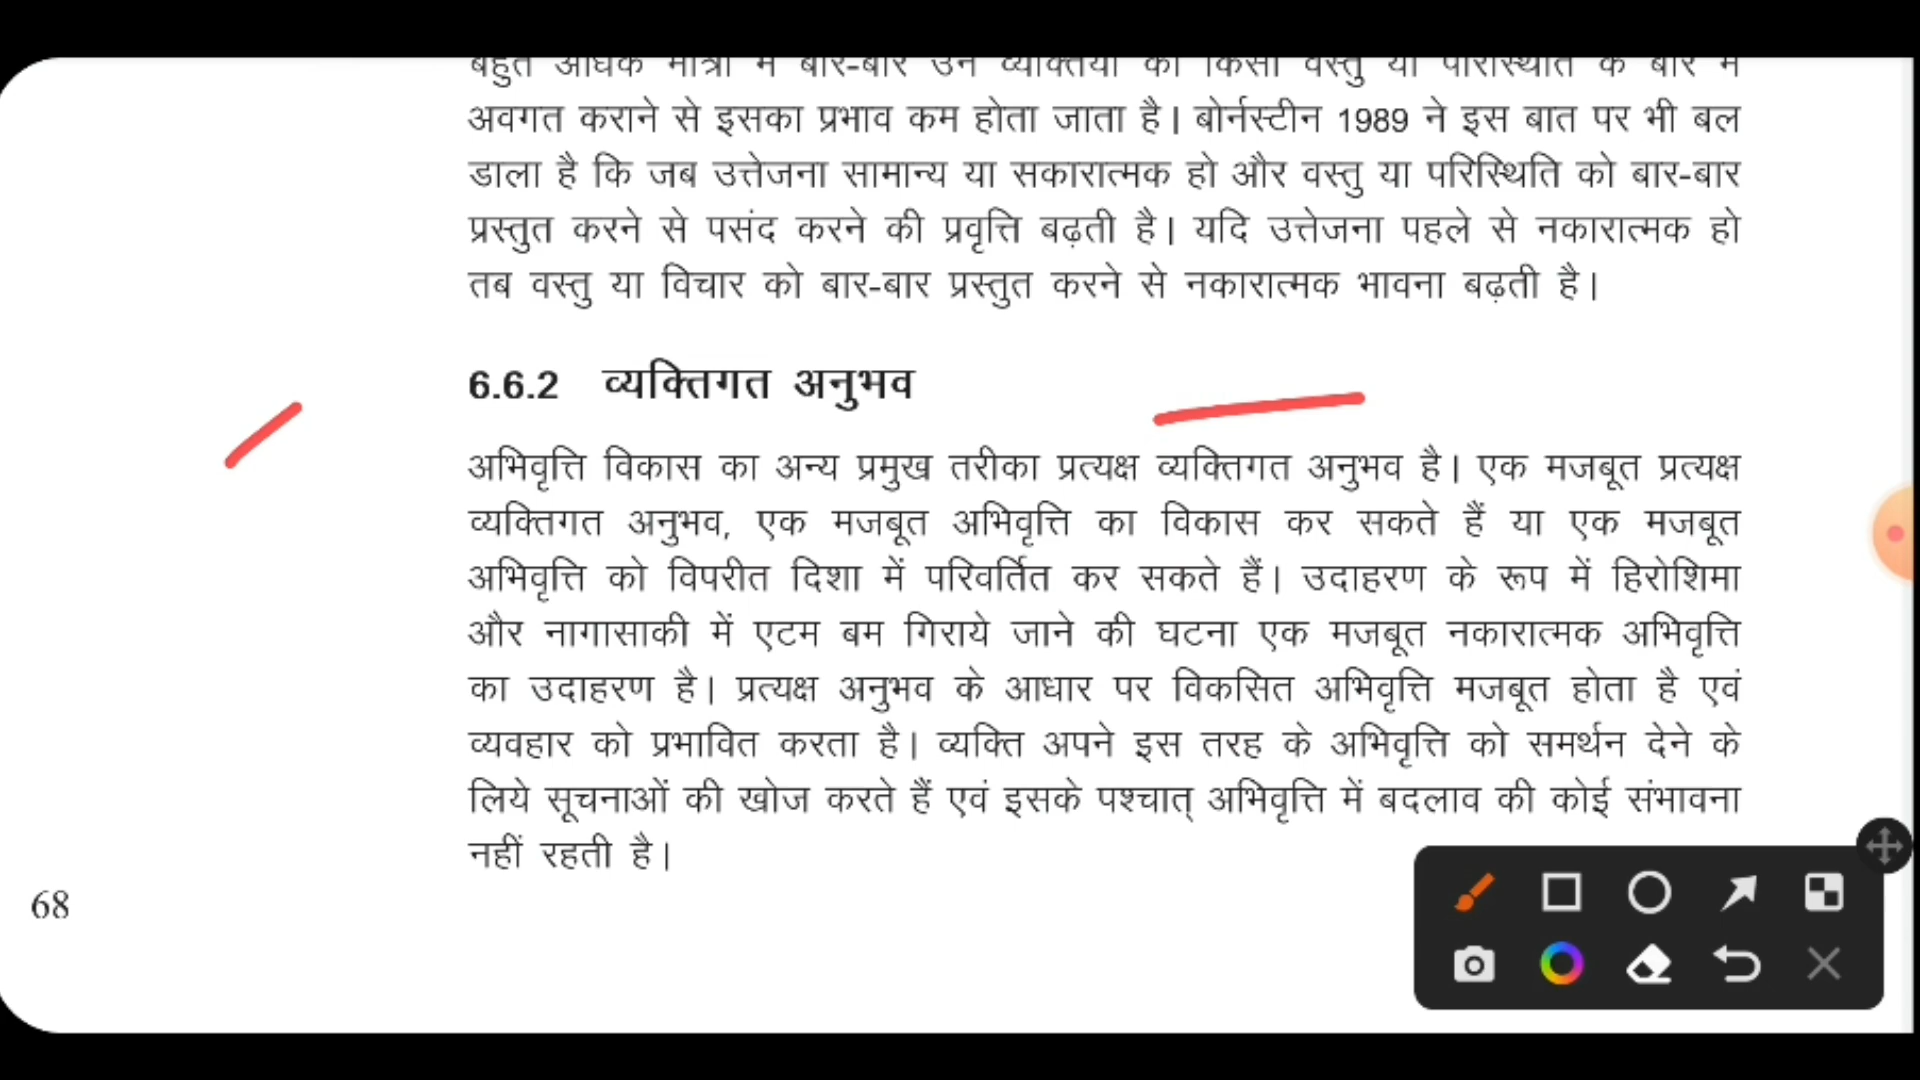 बहुत अधिक मात्रा में बार-बार उन व्यक्तियों को किसी वस्तु या परिस्थिति के बारे में
अवगत कराने से इसका प्रभाव कम होता जाता है। बोर्नस्टीन 1989 ने इस बात पर भी बल
डाला है कि जब उत्तेजना सामान्य या सकारात्मक हो और वस्तु या परिस्थिति को बार-बार
प्रस्तुत करने से पसंद करने की प्रवृत्ति बढ़ती है। यदि उत्तेजना पहले से नकारात्मक हो
तब वस्तु या विचार को बार-बार प्रस्तुत करने से नकारात्मक भावना बढ़ती है।
6.6.2 व्यक्तिगत अनुभव
अभिवृत्ति विकास का अन्य प्रमुख तरीका प्रत्यक्ष व्यक्तिगत अनुभव है। एक मजबूत प्रत्यक्ष
व्यक्तिगत अनुभव, एक मजबूत अभिवृत्ति का विकास कर सकते हैं या एक मजबूत
अभिवृत्ति को विपरीत दिशा में परिवर्तित कर सकते हैं। उदाहरण के रूप में हिरोशिमा
और नागासाकी में एटम बम गिराये जाने की घटना एक मजबूत नकारात्मक अभिवृत्ति
का उदाहरण है। प्रत्यक्ष अनुभव के आधार पर विकसित अभिवृत्ति मजबूत होता है एवं
व्यवहार को प्रभावित करता है। व्यक्ति अपने इस तरह के अभिवृत्ति को समर्थन देने के
लिये सूचनाओं की खोज करते हैं एवं इसके पश्चात् अभिवृत्ति में बदलाव की कोई संभावना
नहीं रहती है।
68